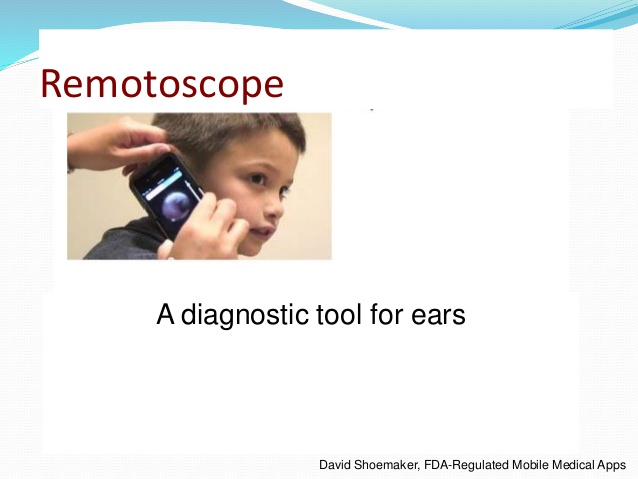 Remotoscope
A diagnostic tool for ears
David Shoemaker, FDA-Regulated Mobile Medical Apps